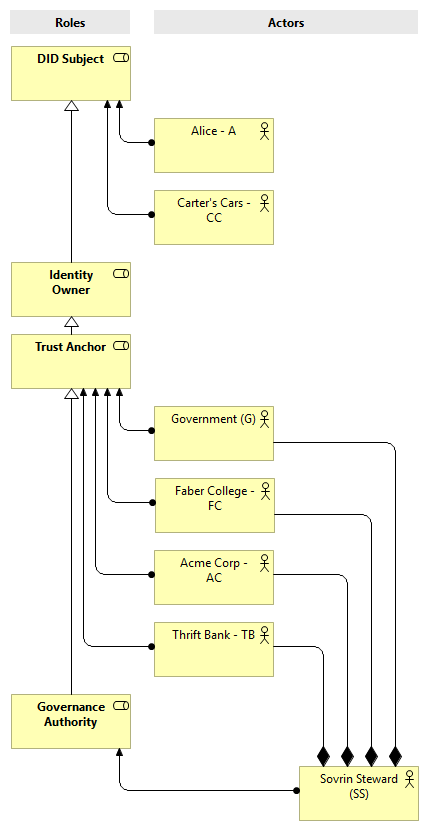 Roles
Actors
DID Subject
Alice - A
Carter's Cars -
CC
Identity
Owner
Trust Anchor
Government (G)
Faber College -
FC
Acme Corp -
AC
Thrift Bank - TB
Governance
Authority
Sovrin Steward
(SS)